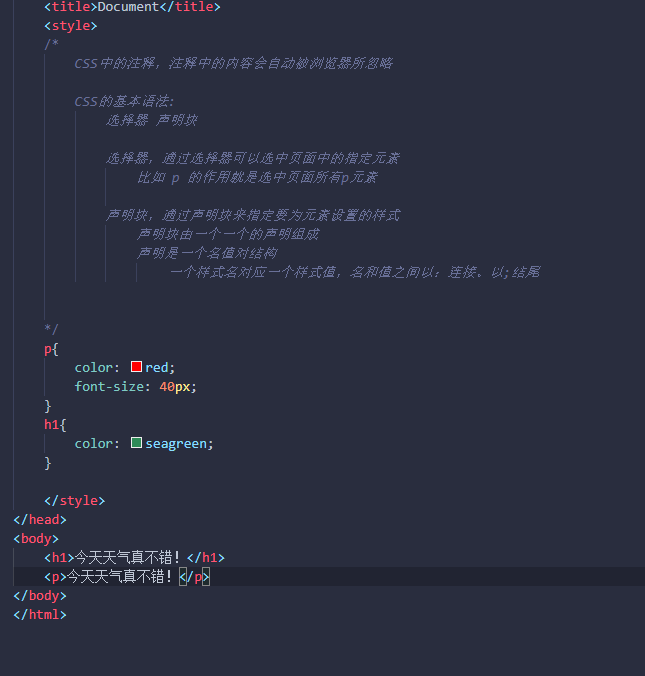 <title>Document</title>
<style>
/*
CSS中的注释，注释中的内容会自动被浏览器所忽略
CSS的基本语法:
选择器 声明块
选择器，通过选择器可以选中页面中的指定元素
比如 p 的作用就是选中页面所有p元素
声明块，通过声明块来指定要为元素设置的样式
声明块由一个一个的声明组成
声明是一个名值对结构
一个样式名对应一个样式值，名和值之间以：连接。以;结尾
*/
p{
color: red;
font-size: 40px;
}
h1{
color: seagreen;
}
</style>
</head>
<body>
<h1>今天天气真不错！</h1>
<p>今天天气真不错！</p>
</body>
</html>